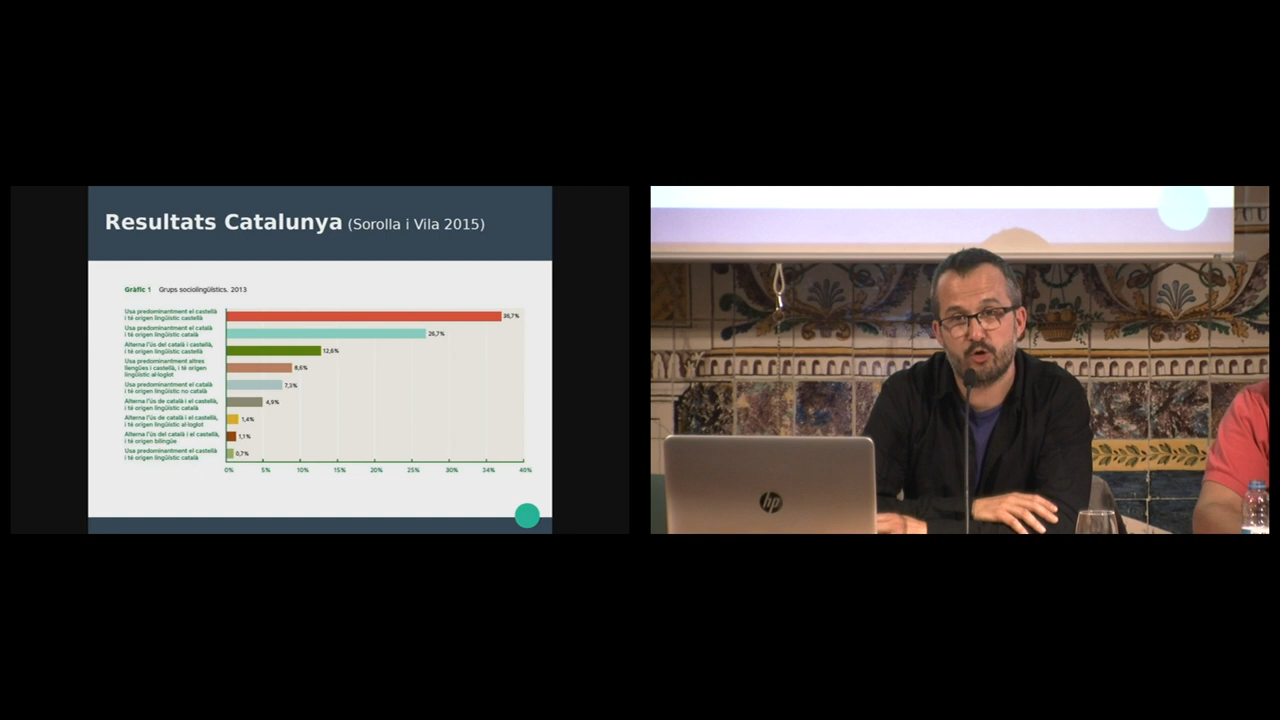 Resultats Catalunya (Sorolla i Vila 2015)
Gràfic 1 Grups sociolingüístics. 2013
Usa predominantment el castellà
i té origen lingüístic castellà
36,7%
Usa predominantment el català
i té origen lingüístic català
26,7%
Alterna l'ús del català i castellà,
i té origen lingüístic castellà
12,6%
Usa predominantment altres
llengües i castellà, i té origen
lingüístic al·loglot
8,6%
Usa predominantment el català
i té origen lingüístic no català
7,3%
Alterna l'ús de català i el castellà,
i té origen lingüístic català
4,9%
Alterna l'ús de català i el castellà,
i té origen lingüístic al·loglot
1,4%
Alterna l'ús del català i el castellà,
i té origen bilingüe
1,1%
Usa predominantment el castellà
i té origen lingüístic català
0,7%
0% 5% 10% 15% 20% 25% 30% 34% 40%
hp